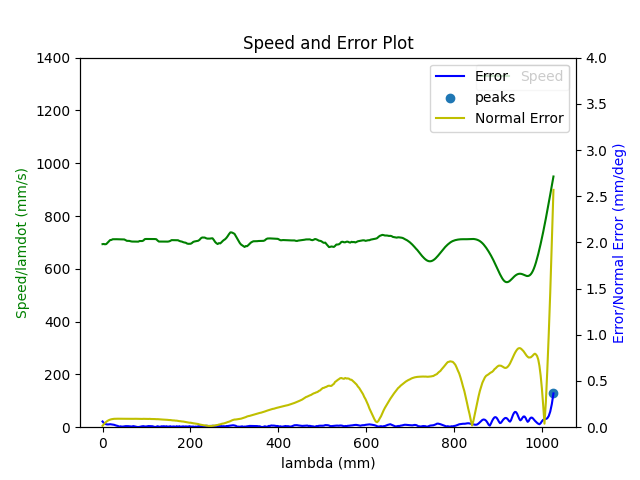 Speed and Error Plot
1400
1200
1000
800
600
400
200
0
Speed/lamdot (mm/s)
4.0
3.5
3.0
2.5
2.0
1.5
1.0
0.5
0.0
Error/Normal Error (mm/deg)
Error
Speed
peaks
Normal Error
0 200 400 600 800 1000
lambda (mm)